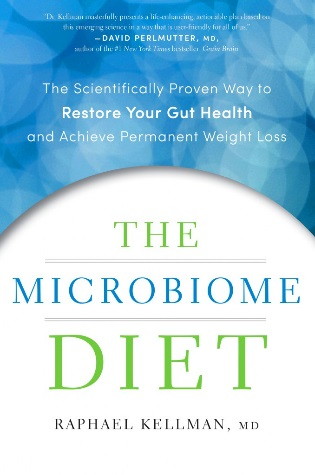 "Dr. Kellman masterfully presents a life-enhancing, actionable plan based on
this emerging science in a way that is user-friendly for all of us."
—DAVID PERLMUTTER, MD,
author of the #1 New York Times bestseller Grain Brain
The Scientifically Proven Way to
Restore Your Gut Health
and Achieve Permanent Weight Loss
THE
MICROBIOME
DIET
RAPHAEL KELLMAN, MD